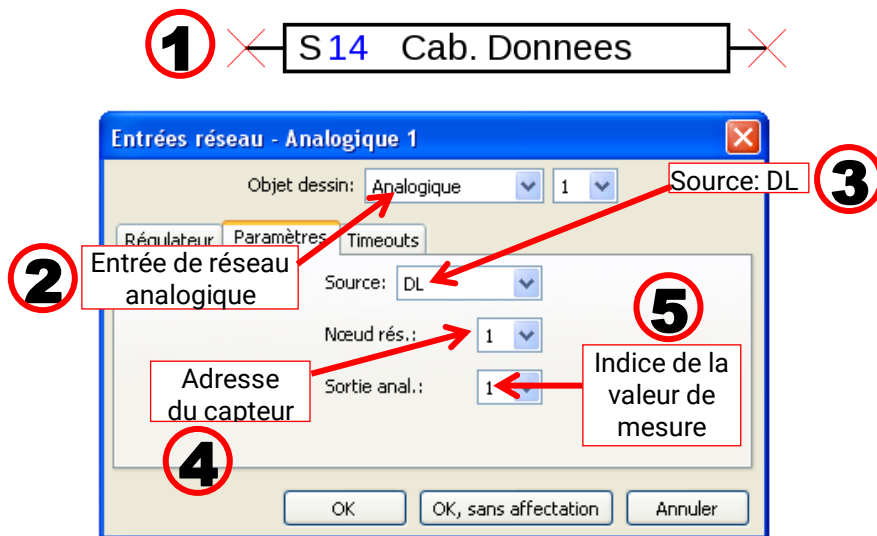 1
S14 Cab. Donnees
Entrées réseau - Analogique 1
Objet dessin: Analogique 1
Source: DL
3
Régulateur Paramètres Timeouts
2
Entrée de réseau
analogique
Source: DL
5
Nœud rés.: 1
Adresse
du capteur
Sortie anal.: 1
Indice de la
valeur de
mesure
4
OK OK, sans affectation Annuler